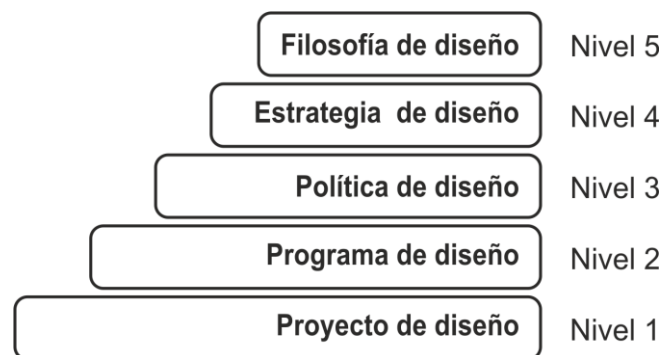 Filosofía de diseño Nivel 5
Estrategia de diseño Nivel 4
Política de diseño Nivel 3
Programa de diseño Nivel 2
Proyecto de diseño Nivel 1